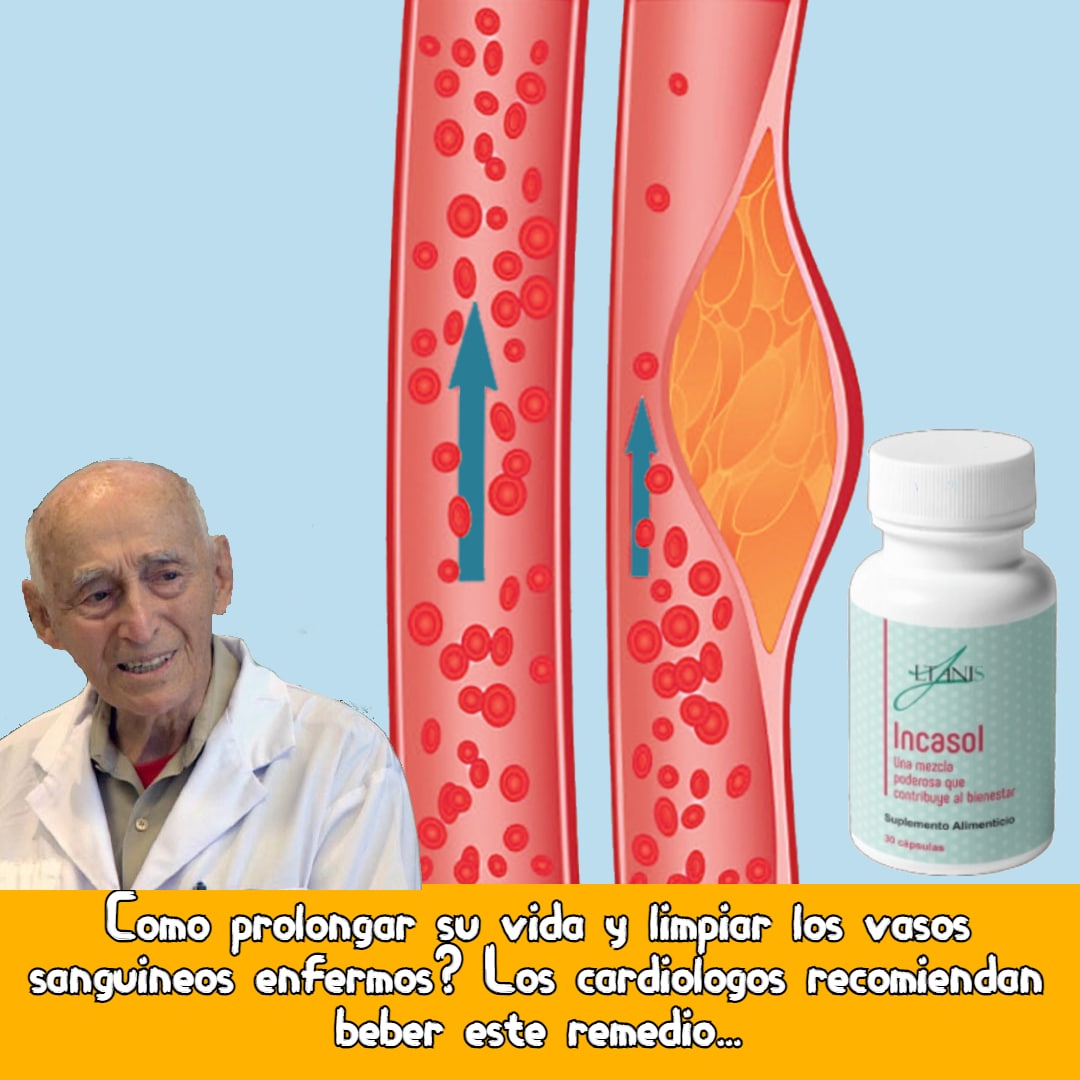 LTANIS
Incasol
Una mezcla
poderosa que
contribuye al bienestar
Suplemento Alimenticio
30 cápsulas
Como prolongar su vida y limpiar los vasos
sanguineos enfermos? Los cardiologos recomiendan
beber este remedio...